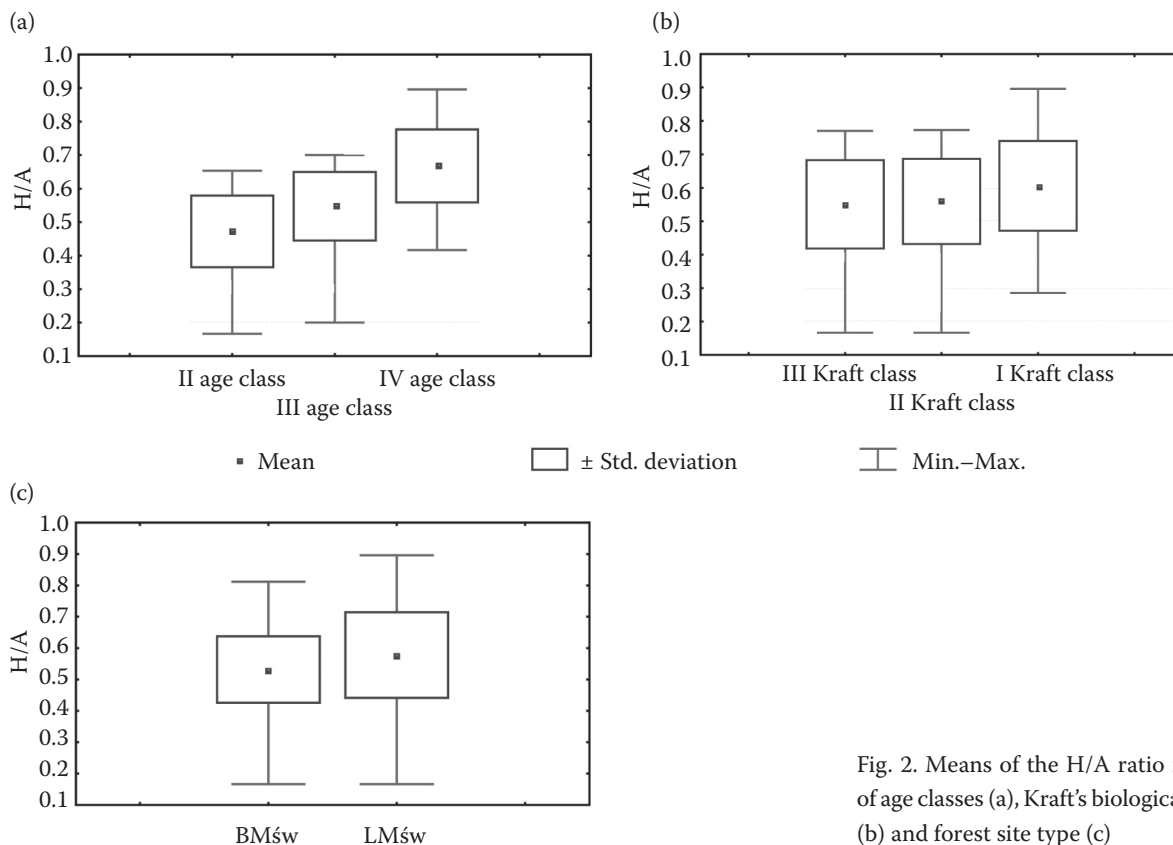 (a)
1.0
0.9
0.8
0.7
0.6
0.5
0.4
0.3
0.2
0.1
H/A
II age class
IV age class
III age class
(b)
1.0
0.9
0.8
0.7
0.6
0.5
0.4
0.3
0.2
0.1
H/A
III Kraft class
I Kraft class
II Kraft class
Mean
± Std. deviation
Min.–Max.
(c)
1.0
0.9
0.8
0.7
0.6
0.5
0.4
0.3
0.2
0.1
H/A
BMśw
LMśw
Fig. 2. Means of the H/A ratio
of age classes (a), Kraft's biologica
(b) and forest site type (c)